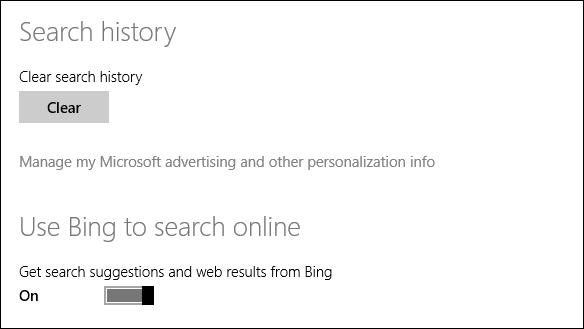 Search history
Clear search history
Clear
Manage my Microsoft advertising and other personalization info
Use Bing to search online
Get search suggestions and web results from Bing
On